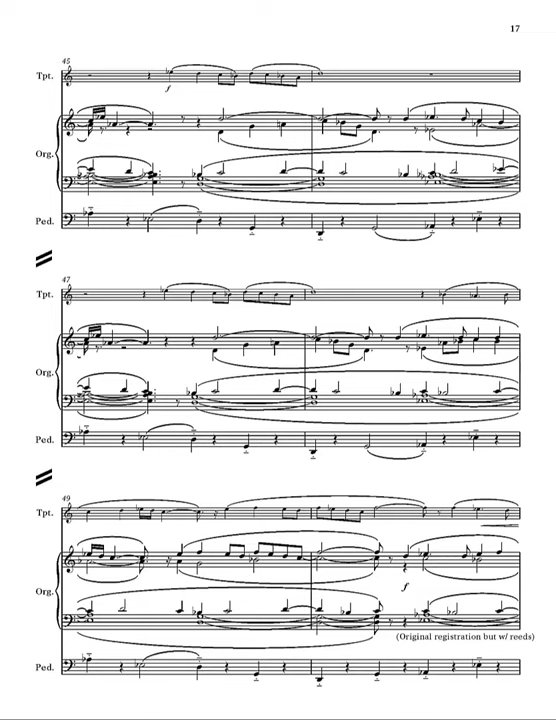 17
45
Tpt.
f
Org.
Ped.
47
Tpt.
Org.
Ped.
49
Tpt.
Org.
f
(Original registration but w/ reeds)
Ped.